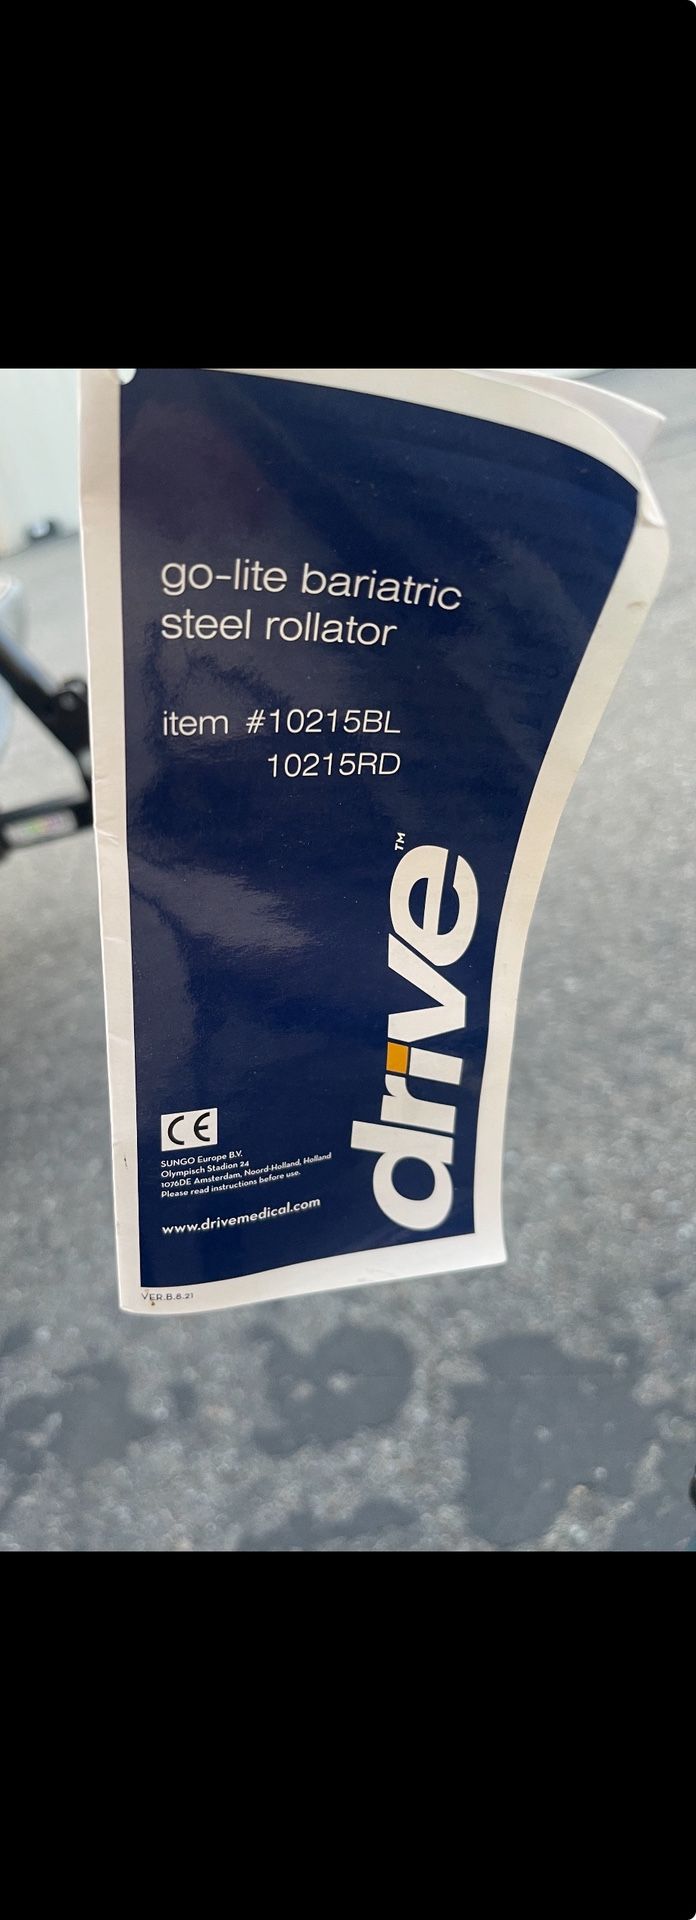 go-lite bariatric
steel rollator
item #10215BL
10215RD
drive™
CE
SUNGO Europe B.V.
Olympisch Stadion 24
1076DE Amsterdam, Noord-Holland, Holland
Please read instructions before use.
www.drivemedical.com
VER.B.8.21